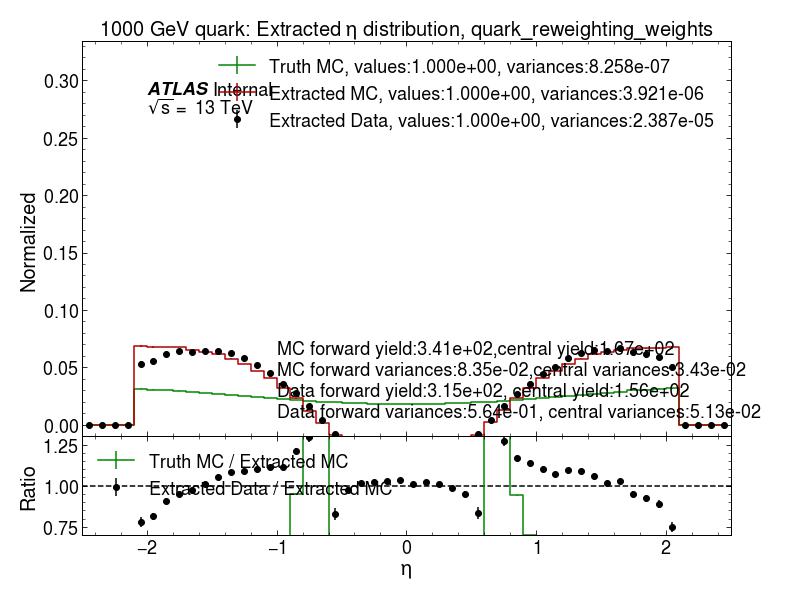 1000 GeV quark: Extracted η distribution, quark_reweighting_weights
Truth MC, values:1.000e+00, variances:8.258e-07
ATLAS Internal
Extracted MC, values:1.000e+00, variances:3.921e-06
√s = 13 TeV
Extracted Data, values:1.000e+00, variances:2.387e-05
0.30
0.25
0.20
0.15
0.10
0.05
0.00
Normalized
MC forward yield:3.41e+02,central yield:1.67e+02
MC forward variances:8.35e-02,central variances:3.43e-02
Data forward yield:3.15e+02, central yield:1.56e+02
Data forward variances:5.64e-01, central variances:5.13e-02
1.25
1.00
0.75
Ratio
Truth MC / Extracted MC
Extracted Data / Extracted MC
−2 −1 0 1 2
η